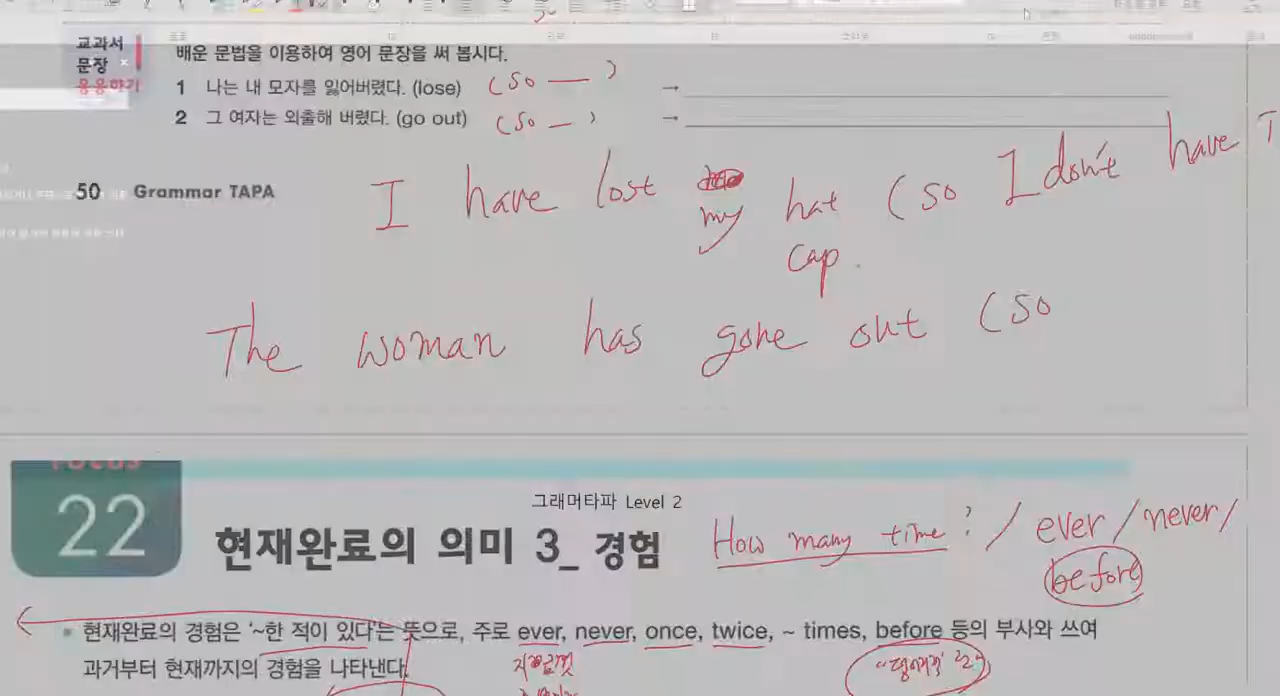 교과서
문장
응용하기
배운 문법을 이용하여 영어 문장을 써 봅시다.
1 나는 내 모자를 잃어버렸다. (lose) (so — ) →
2 그 여자는 외출해 버렸다. (go out) (so — ) →
50 Grammar TAPA
I have lost my hat (so I don't have
cap.
The woman has gone out (so
FOCUS
22
그래머타파 Level 2
현재완료의 의미 3_ 경험
How many time? / ever / never /
before
현재완료의 경험은 '~한 적이 있다'는 뜻으로, 주로 ever, never, once, twice, ~ times, before 등의 부사와 쓰여
과거부터 현재까지의 경험을 나타낸다.